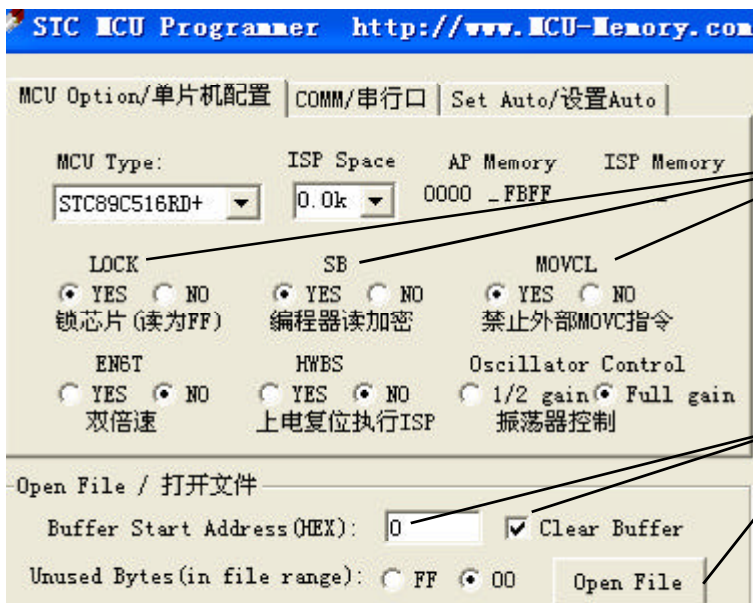 STC MCU Programmer http://www.MCU-Memory.com
MCU Option/单片机配置 COMM/串行口 Set Auto/设置Auto
MCU Type: ISP Space AP Memory ISP Memory
STC89C516RD+ 0.0k 0000 _FBFF
LOCK SB MOVCL
YES NO YES NO YES NO
锁芯片(读为FF) 编程器读加密 禁止外部MOVC指令
EN6T HWBS Oscillator Control
YES NO YES NO 1/2 gain Full gain
双倍速 上电复位执行ISP 振荡器控制
Open File / 打开文件
Buffer Start Address(HEX): 0 Clear Buffer
Unused Bytes(in file range): FF 00 Open File